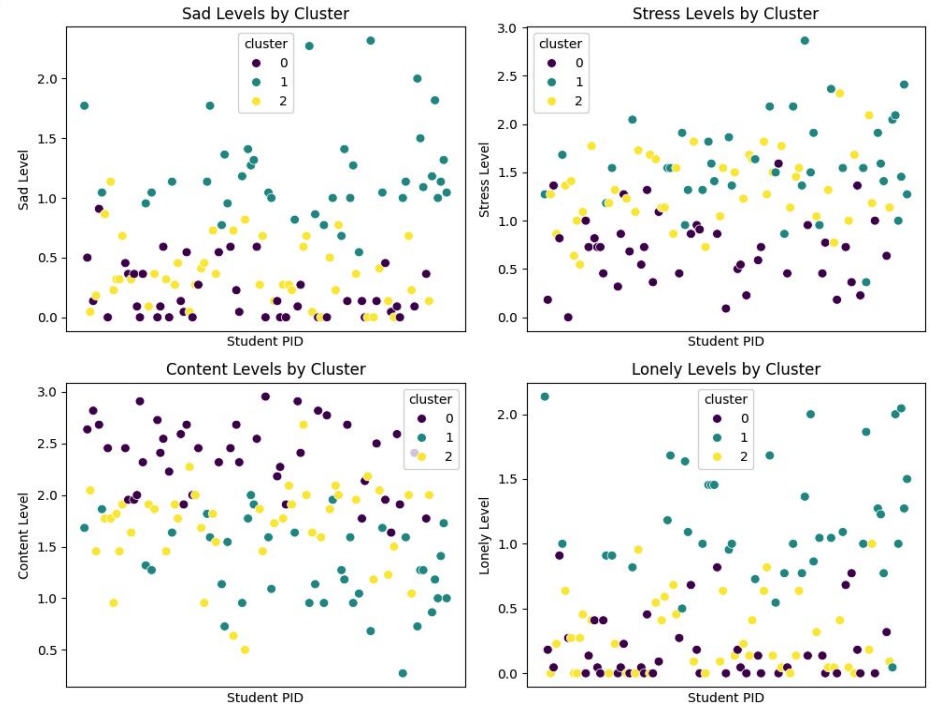 Sad Levels by Cluster
Sad Level
2.0
1.5
1.0
0.5
0.0
cluster
0
1
2
Student PID
Stress Levels by Cluster
Stress Level
3.0
2.5
2.0
1.5
1.0
0.5
0.0
cluster
0
1
2
Student PID
Content Levels by Cluster
Content Level
3.0
2.5
2.0
1.5
1.0
0.5
cluster
0
1
2
Student PID
Lonely Levels by Cluster
Lonely Level
2.0
1.5
1.0
0.5
0.0
cluster
0
1
2
Student PID